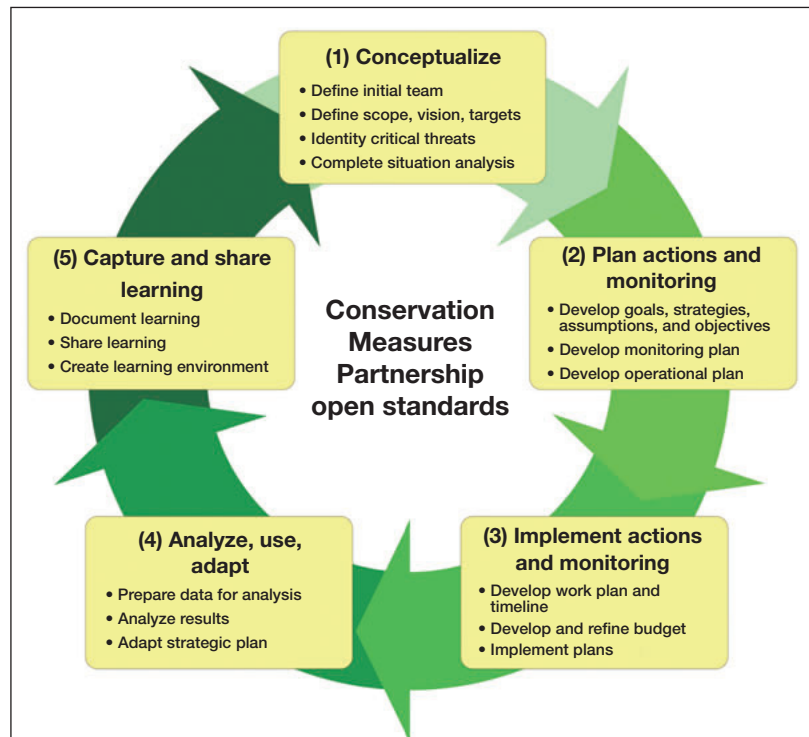 (1) Conceptualize
• Define initial team
• Define scope, vision, targets
• Identity critical threats
• Complete situation analysis
(2) Plan actions and
monitoring
• Develop goals, strategies,
assumptions, and objectives
• Develop monitoring plan
• Develop operational plan
(3) Implement actions
and monitoring
• Develop work plan and
timeline
• Develop and refine budget
• Implement plans
(4) Analyze, use,
adapt
• Prepare data for analysis
• Analyze results
• Adapt strategic plan
(5) Capture and share
learning
• Document learning
• Share learning
• Create learning environment
Conservation
Measures
Partnership
open standards